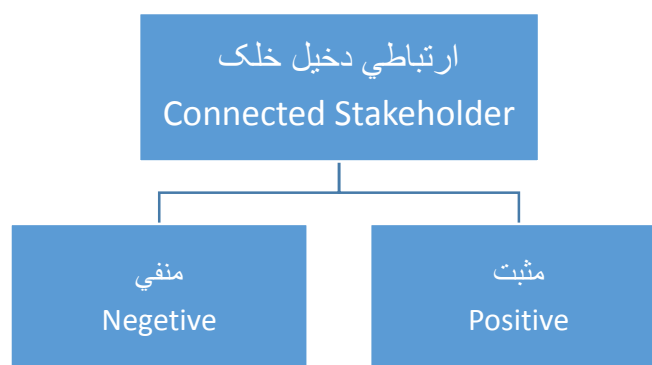 ارتباطي دخيل خلک
Connected Stakeholder
منفي
Negetive
مثبت
Positive